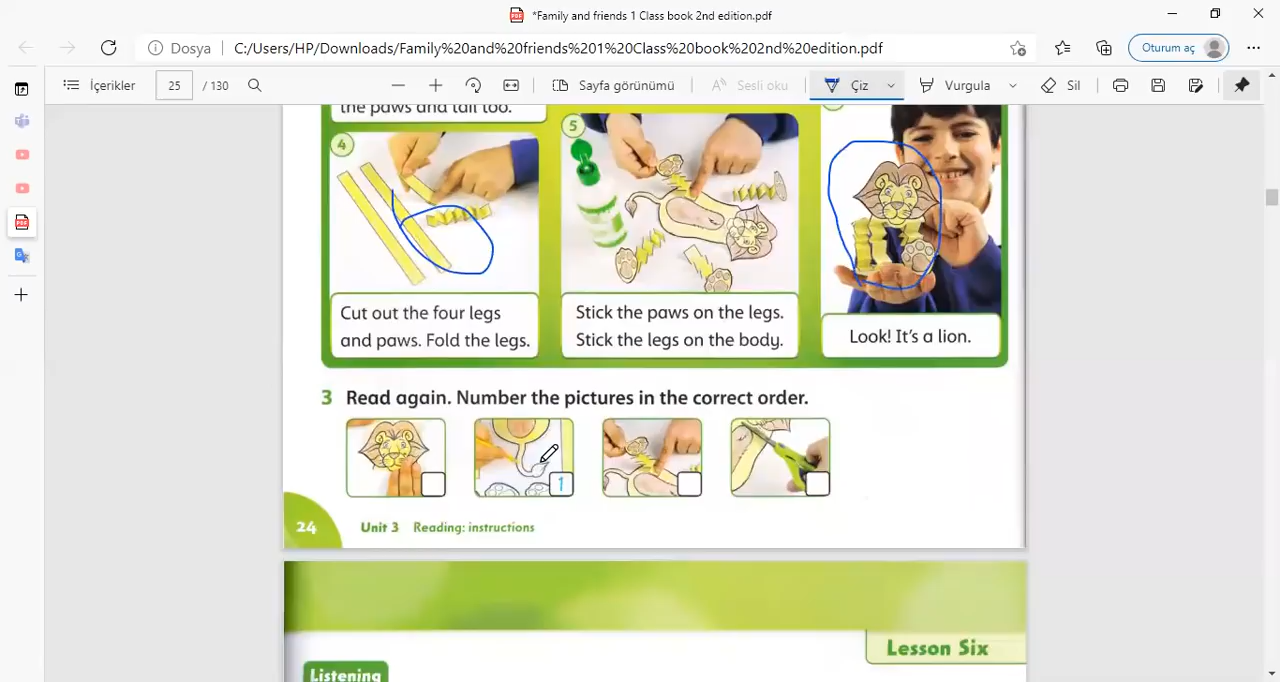 *Family and friends 1 Class book 2nd edition.pdf
Dosya
C:/Users/HP/Downloads/Family%20and%20friends%201%20Class%20book%202nd%20edition.pdf
Oturum aç
İçerikler
25
/ 130
Sayfa görünümü
Sesli oku
Çiz
Vurgula
Sil
the paws and tail too.
4
5
Cut out the four legs
and paws. Fold the legs.
Stick the paws on the legs.
Stick the legs on the body.
Look! It's a lion.
3 Read again. Number the pictures in the correct order.
1
24
Unit 3 Reading: instructions
Lesson Six
Listening